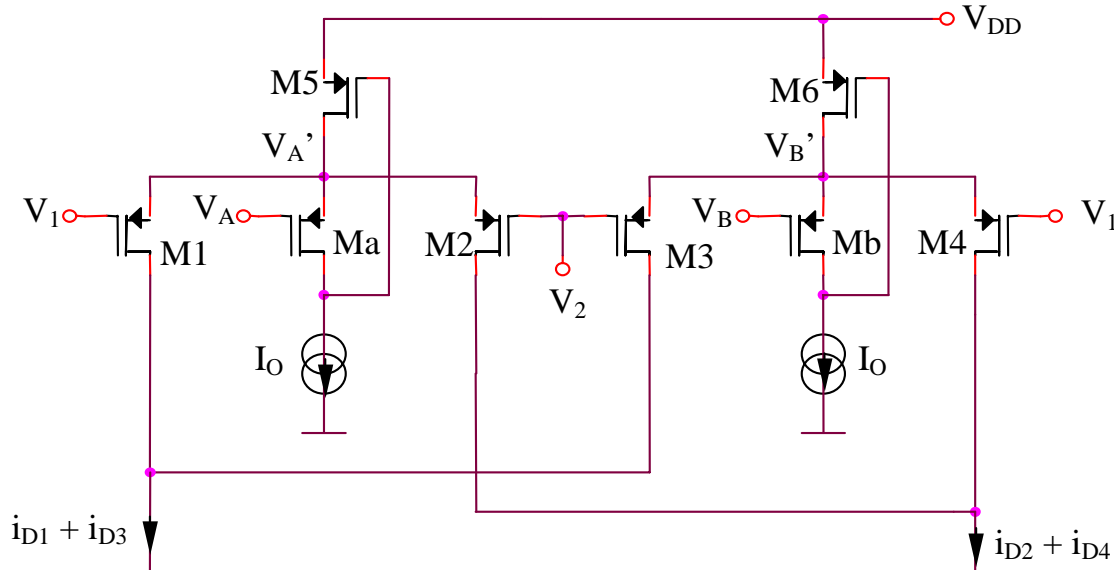 V_DD
M5
M6
V_A’
V_B’
V_1
V_A
V_B
V_1
M1
Ma
M2
M3
Mb
M4
V_2
I_O
I_O
i_D1 + i_D3
i_D2 + i_D4